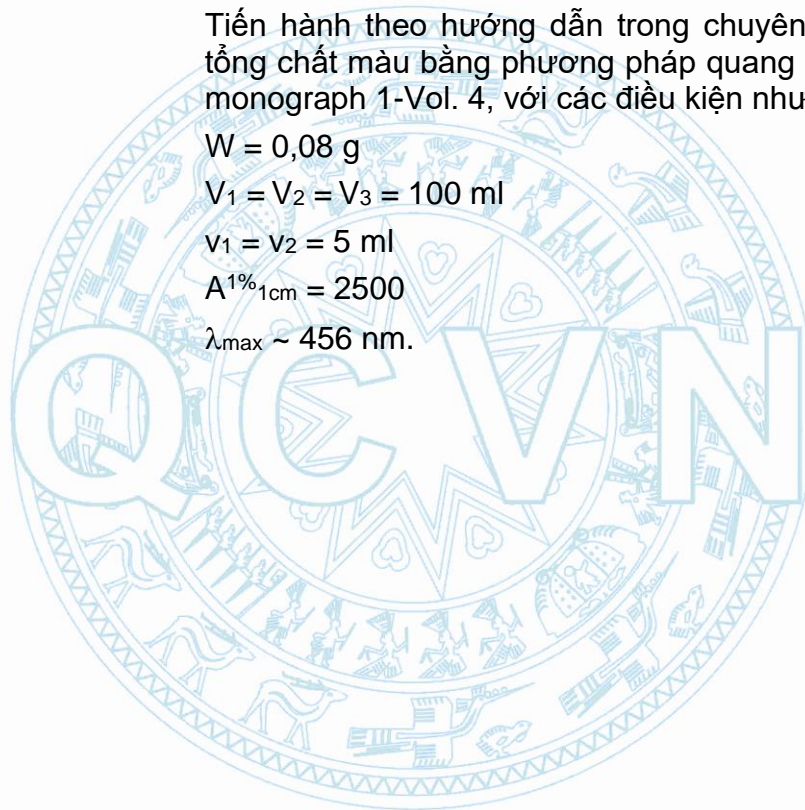 Tiến hành theo hướng dẫn trong chuyên
tổng chất màu bằng phương pháp quang
monograph 1-Vol. 4, với các điều kiện như
W = 0,08 g
V₁ = V₂ = V₃ = 100 ml
v₁ = v₂ = 5 ml
A¹%₁cm = 2500
λmax ~ 456 nm.
QCVN